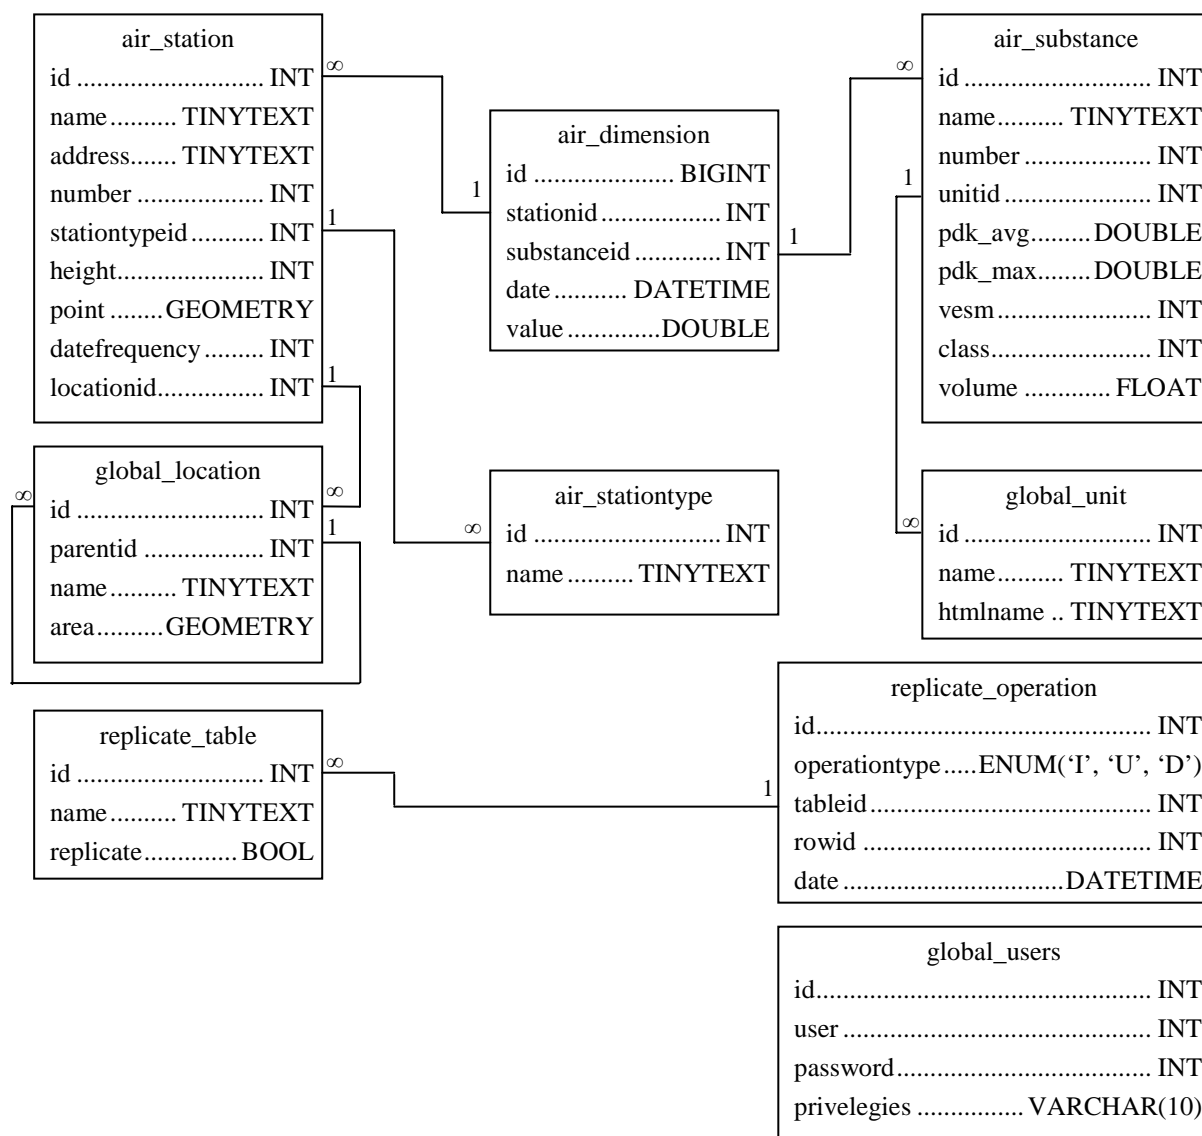 air_station
id ......................... INT
name.......... TINYTEXT
address....... TINYTEXT
number ................. INT
stationtypeid .......... INT
height.................... INT
point ........GEOMETRY
datefrequency ......... INT
locationid............... INT
∞
1
1
air_dimension
id ..................... BIGINT
stationid ................. INT
substanceid .............. INT
date........... DATETIME
value ..............DOUBLE
1
1
air_substance
id ............................. INT
name.......... TINYTEXT
number .................... INT
unitid ....................... INT
pdk_avg.........DOUBLE
pdk_max........DOUBLE
vesm ........................ INT
class......................... INT
volume ............. FLOAT
∞
1
global_location
id ............................ INT
parentid ................... INT
name.......... TINYTEXT
area..........GEOMETRY
∞
∞
1
air_stationtype
id ............................ INT
name.......... TINYTEXT
∞
global_unit
id ............................ INT
name.......... TINYTEXT
htmlname .. TINYTEXT
∞
replicate_table
id ............................ INT
name.......... TINYTEXT
replicate.............. BOOL
∞
1
replicate_operation
id.................................................. INT
operationtype.....ENUM(‘I’, ‘U’, ‘D’)
tableid .......................................... INT
rowid ........................................... INT
date .................................DATETIME
global_users
id.................................................. INT
user .............................................. INT
password...................................... INT
privelegies ................ VARCHAR(10)